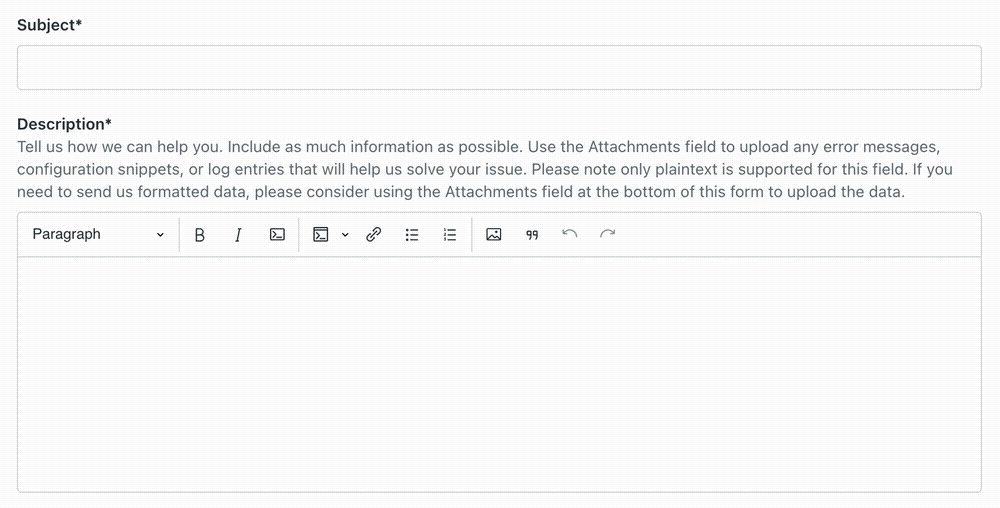 Subject*
Description*
Tell us how we can help you. Include as much information as possible. Use the Attachments field to upload any error messages,
configuration snippets, or log entries that will help us solve your issue. Please note only plaintext is supported for this field. If you
need to send us formatted data, please consider using the Attachments field at the bottom of this form to upload the data.
Paragraph B I